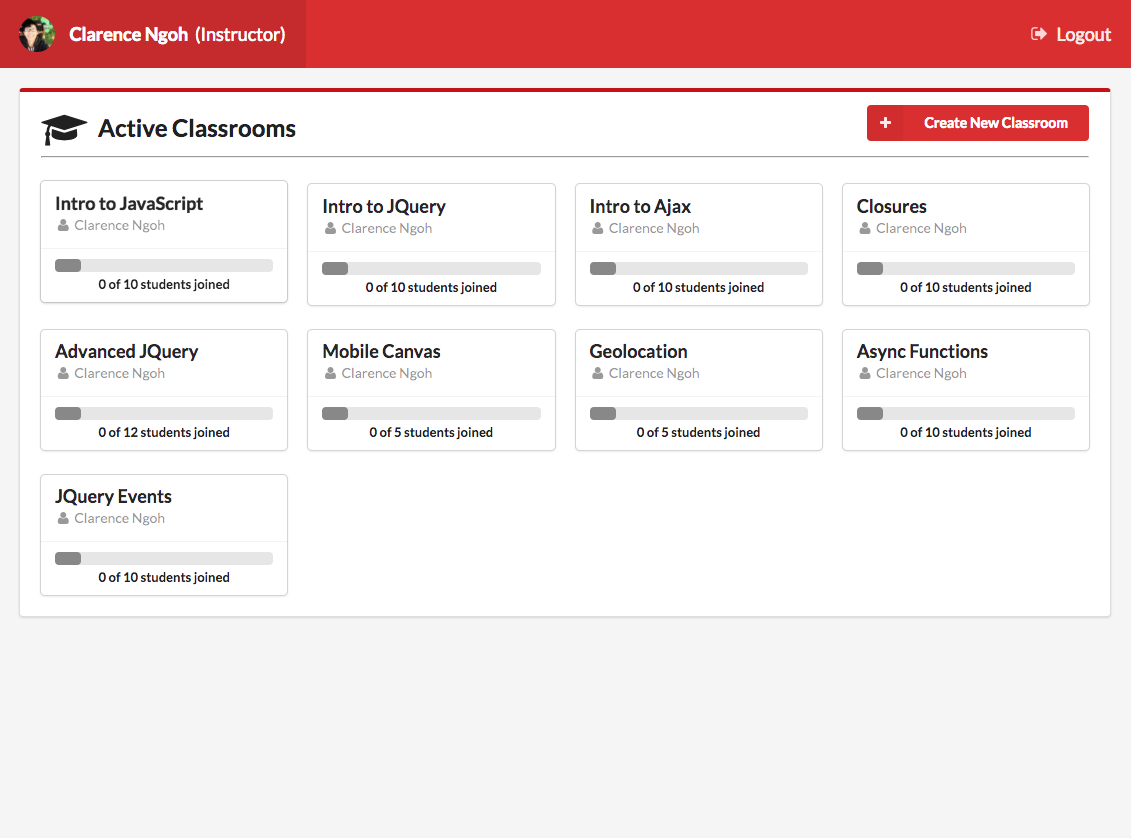 Clarence Ngoh (Instructor)
Logout
Active Classrooms
+ Create New Classroom
Intro to JavaScript
Clarence Ngoh
0 of 10 students joined
Intro to JQuery
Clarence Ngoh
0 of 10 students joined
Intro to Ajax
Clarence Ngoh
0 of 10 students joined
Closures
Clarence Ngoh
0 of 10 students joined
Advanced JQuery
Clarence Ngoh
0 of 12 students joined
Mobile Canvas
Clarence Ngoh
0 of 5 students joined
Geolocation
Clarence Ngoh
0 of 5 students joined
Async Functions
Clarence Ngoh
0 of 10 students joined
JQuery Events
Clarence Ngoh
0 of 10 students joined